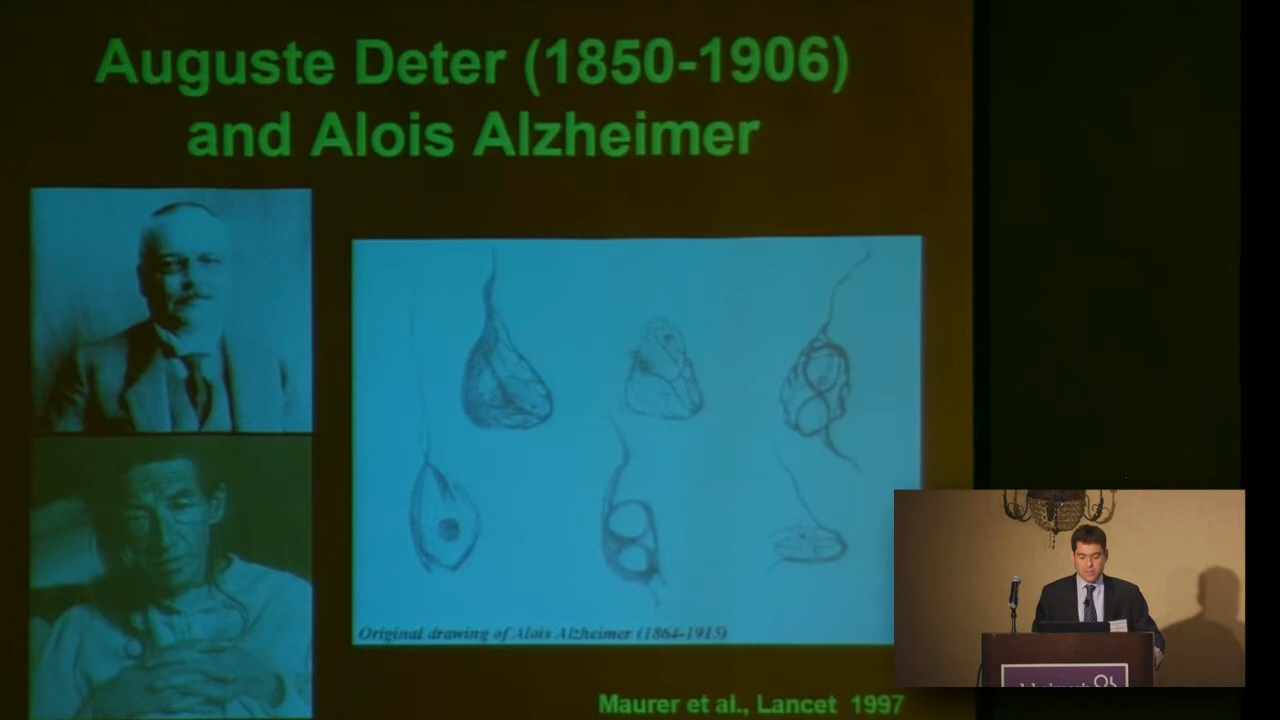 Auguste Deter (1850-1906)
and Alois Alzheimer
Original drawing of Alois Alzheimer (1864-1915)
Maurer et al., Lancet 1997